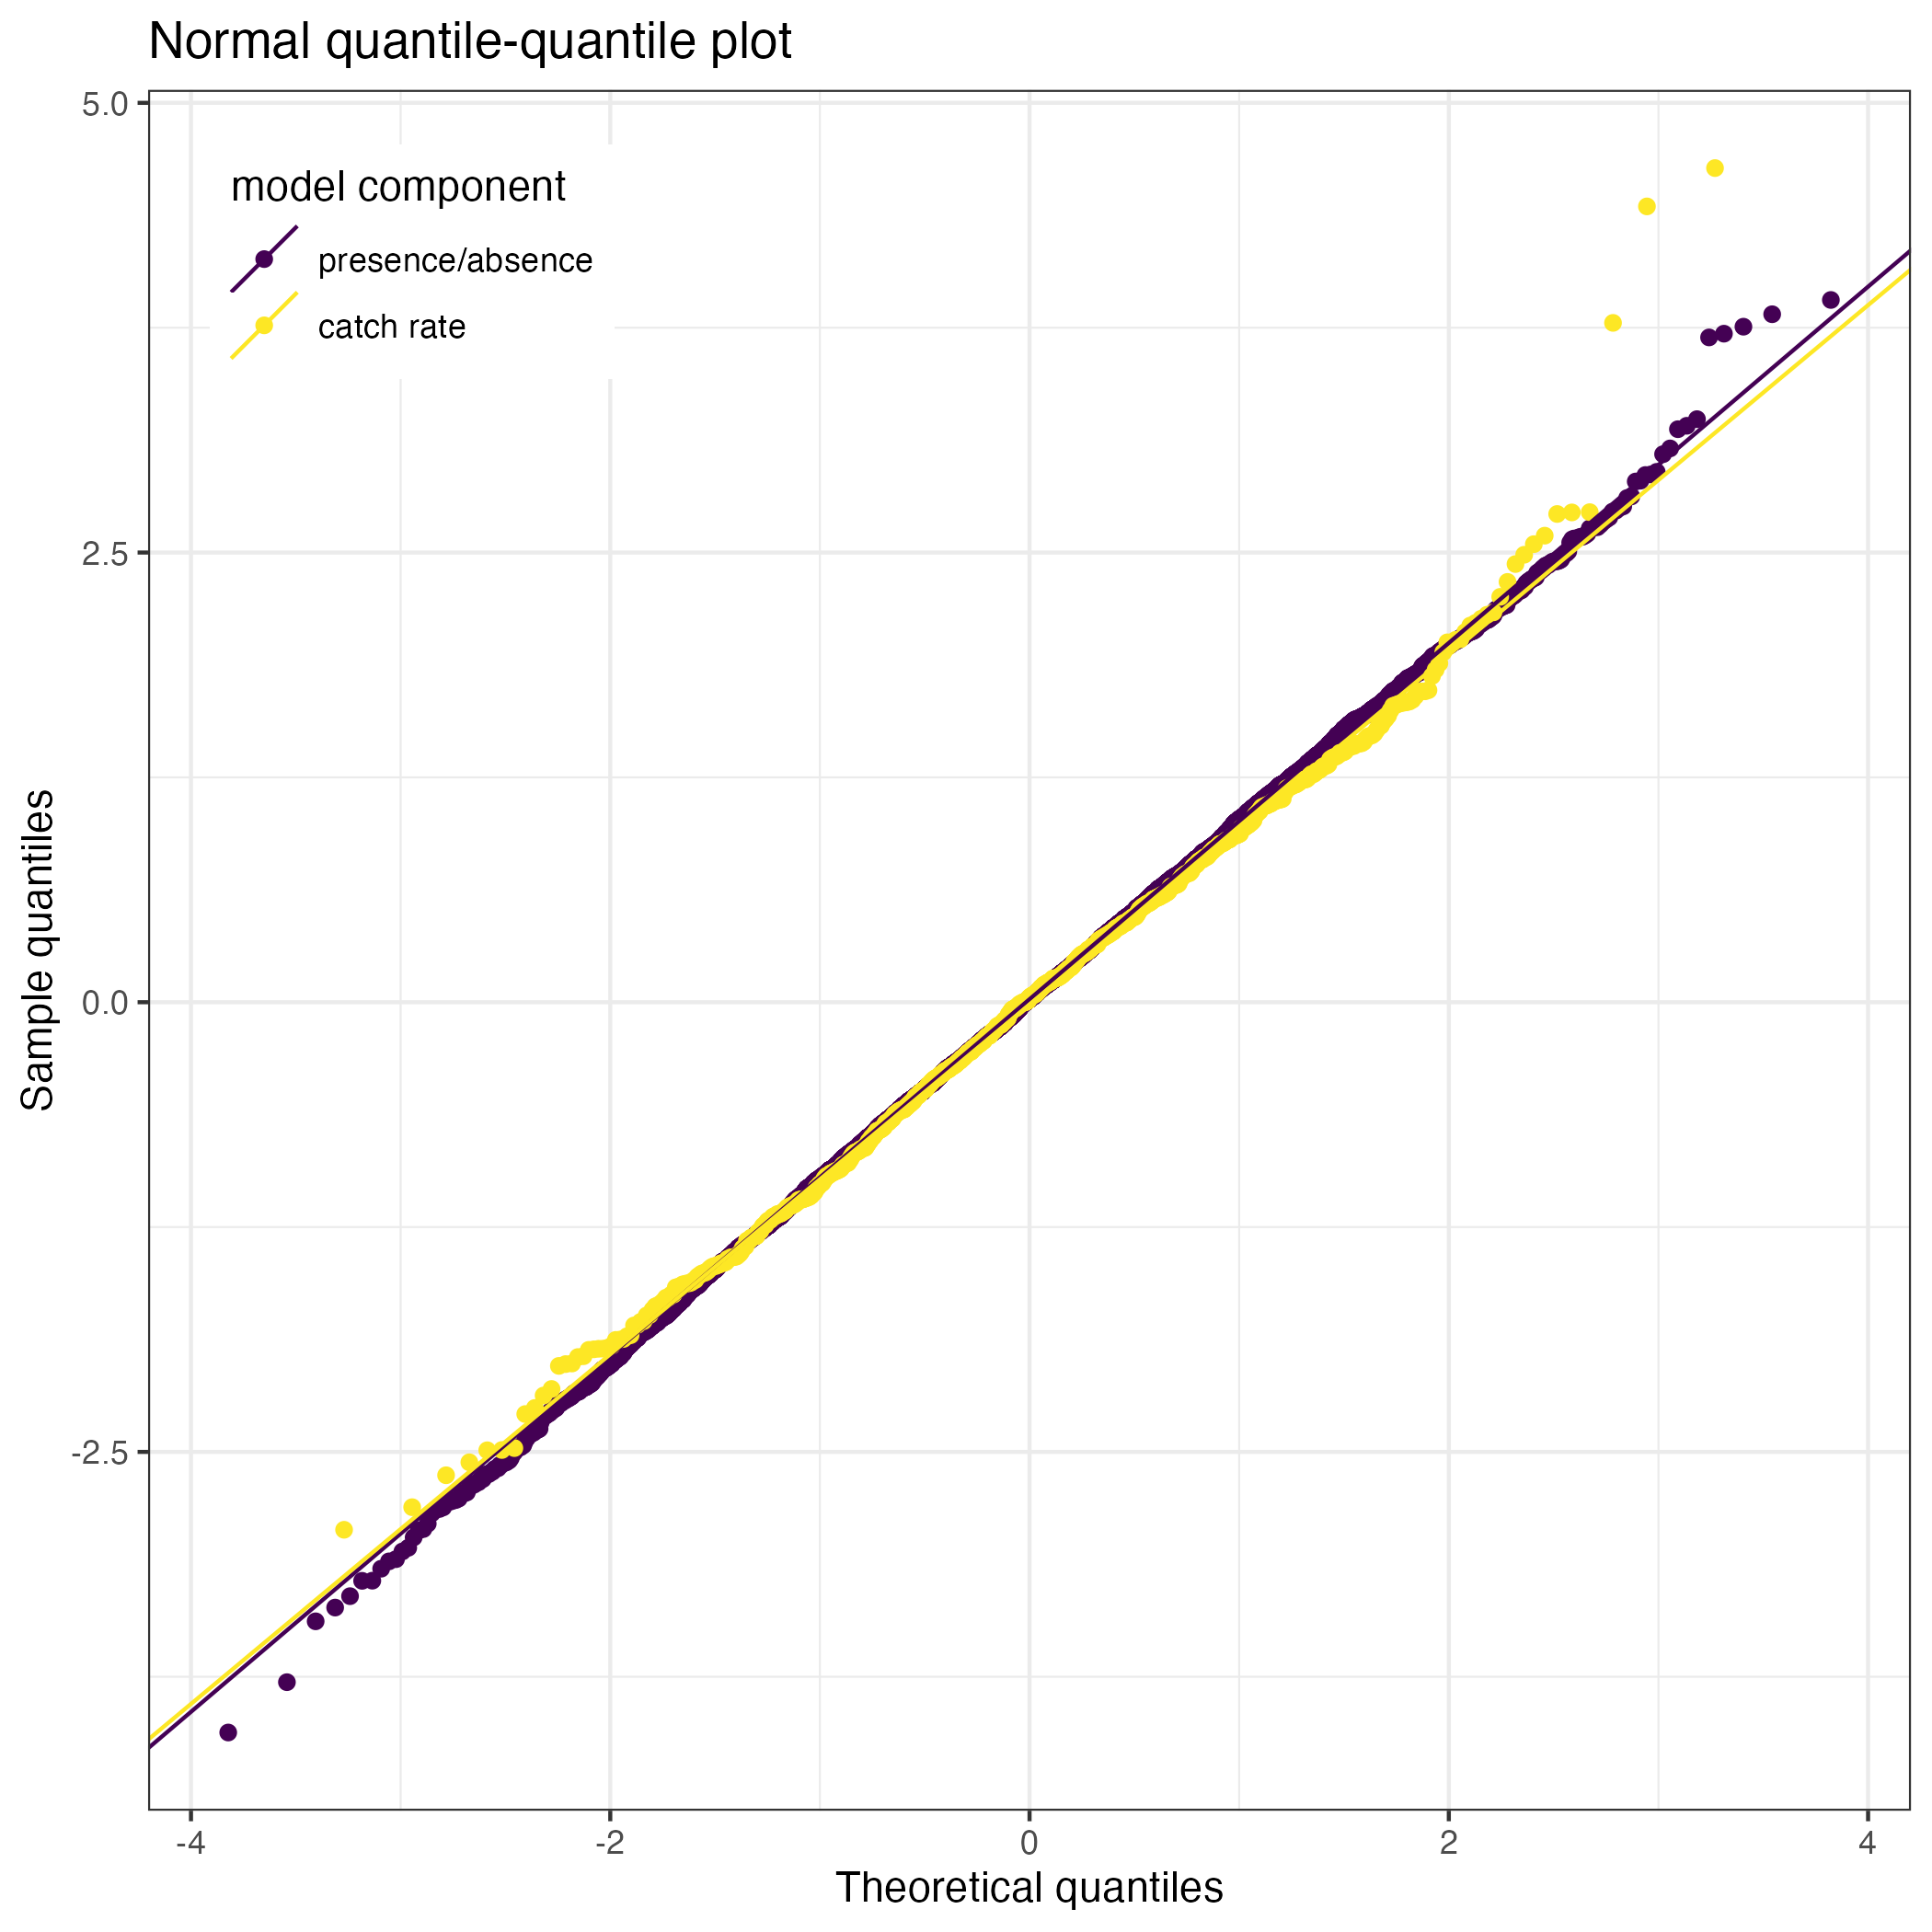 Normal quantile-quantile plot
5.0
2.5
0.0
-2.5
Sample quantiles
model component
presence/absence
catch rate
-4
-2
0
2
4
Theoretical quantiles